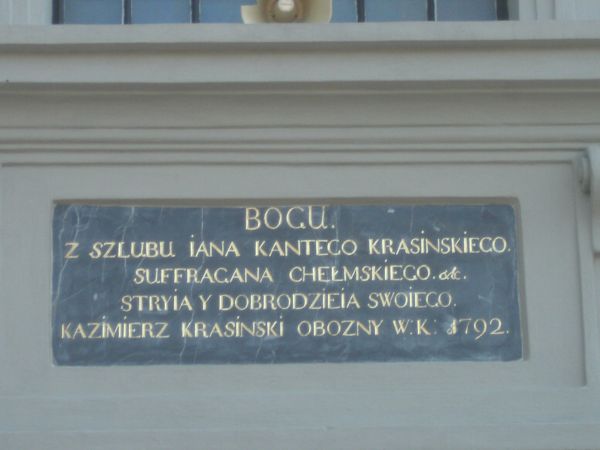 BOGU.
Z SZLUBU IANA KANTEGO KRASINSKIEGO.
SUFFRAGANA CHEŁMSKIEGO. etc.
STRYIA Y DOBRODZIEIA SWOIEGO.
KAZIMIERZ KRASINSKI OBOZNY W.K. 1792.